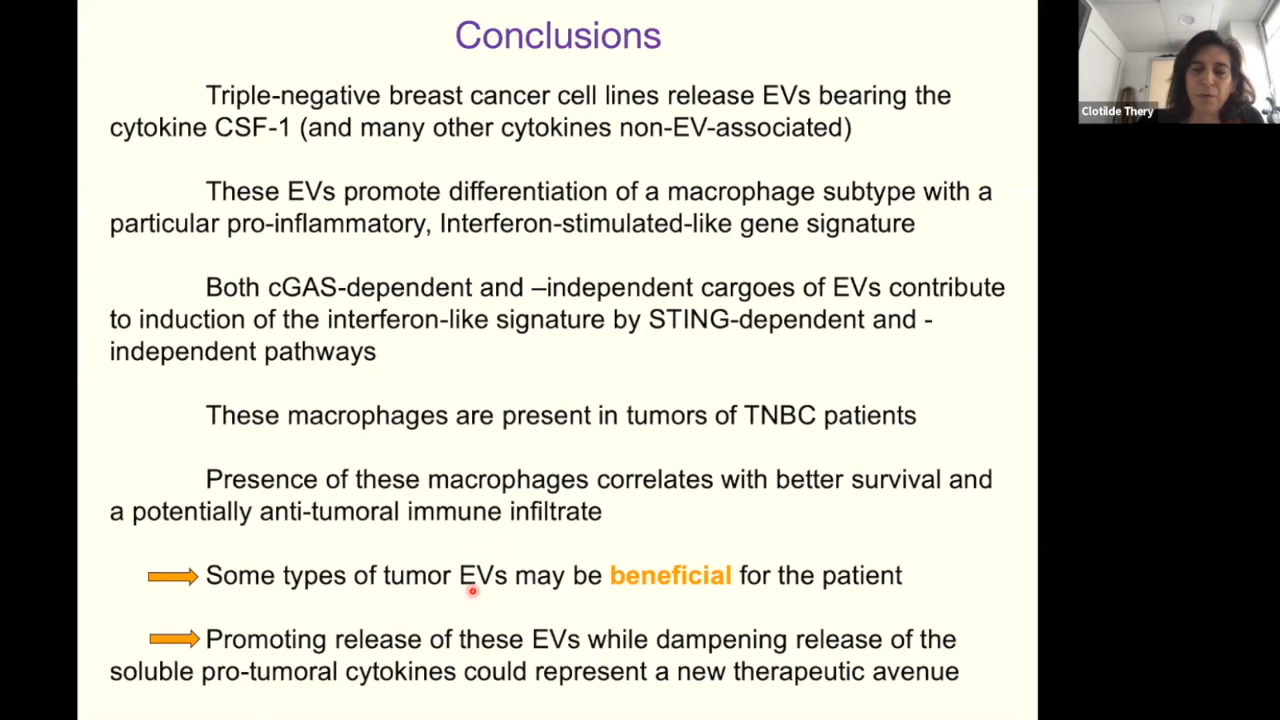 Conclusions
Triple-negative breast cancer cell lines release EVs bearing the
cytokine CSF-1 (and many other cytokines non-EV-associated)
These EVs promote differentiation of a macrophage subtype with a
particular pro-inflammatory, Interferon-stimulated-like gene signature
Both cGAS-dependent and –independent cargoes of EVs contribute
to induction of the interferon-like signature by STING-dependent and -
independent pathways
These macrophages are present in tumors of TNBC patients
Presence of these macrophages correlates with better survival and
a potentially anti-tumoral immune infiltrate
Some types of tumor EVs may be beneficial for the patient
Promoting release of these EVs while dampening release of the
soluble pro-tumoral cytokines could represent a new therapeutic avenue
Clotilde Thery